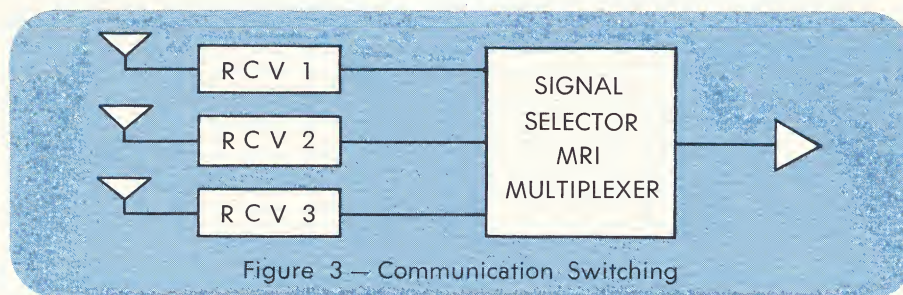 RCV 1
RCV 2
RCV 3
SIGNAL
SELECTOR
MRI
MULTIPLEXER
Figure 3 — Communication Switching